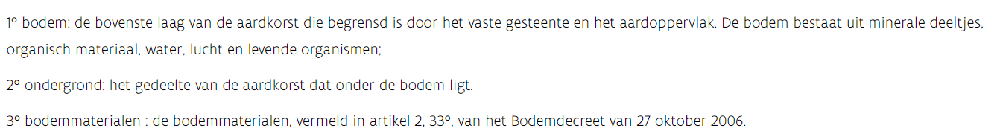 1° bodem: de bovenste laag van de aardkorst die begrensd is door het vaste gesteente en het aardoppervlak. De bodem bestaat uit minerale deeltjes,
organisch materiaal, water, lucht en levende organismen;
2° ondergrond: het gedeelte van de aardkorst dat onder de bodem ligt.
3° bodemmaterialen : de bodemmaterialen, vermeld in artikel 2, 33°, van het Bodemdecreet van 27 oktober 2006.